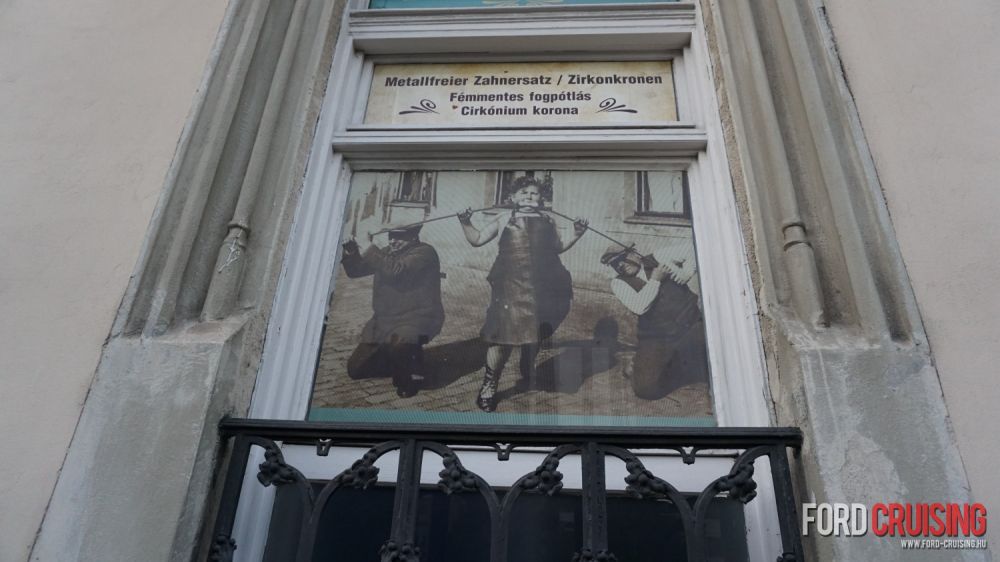 Metallfreier Zahnersatz / Zirkonkronen
Fémmentes fogpótlás
Cirkónium korona
FORD CRUISING
WWW.FORD-CRUISING.HU